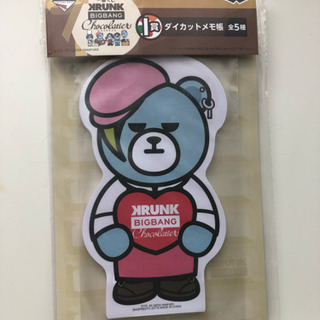 KRUNK
BIGBANG
Chocolatier
I賞 ダイカットメモ帳 全5種
KRUNK
BIGBANG
Chocolatier